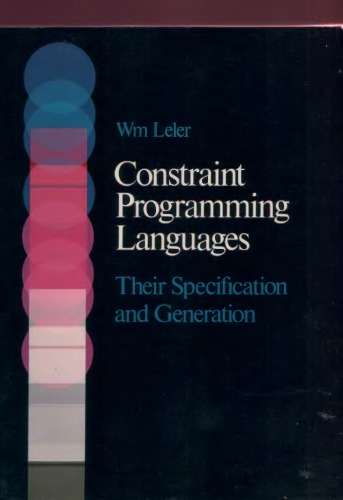 Wm Leler
Constraint
Programming
Languages
Their Specification
and Generation